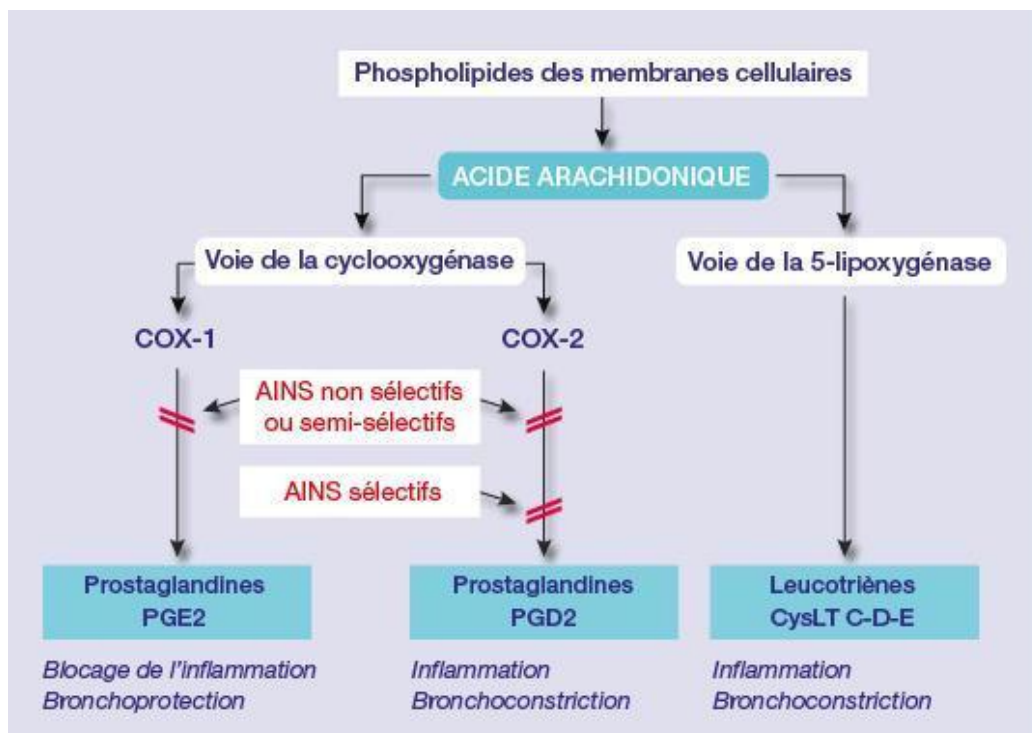 Phospholipides des membranes cellulaires
ACIDE ARACHIDONIQUE
Voie de la cyclooxygénase
Voie de la 5-lipoxygénase
COX-1
COX-2
AINS non sélectifs
ou semi-sélectifs
AINS sélectifs
Prostaglandines
PGE2
Prostaglandines
PGD2
Leucotriènes
CysLT C-D-E
Blocage de l'inflammation
Bronchoprotection
Inflammation
Bronchoconstriction
Inflammation
Bronchoconstriction